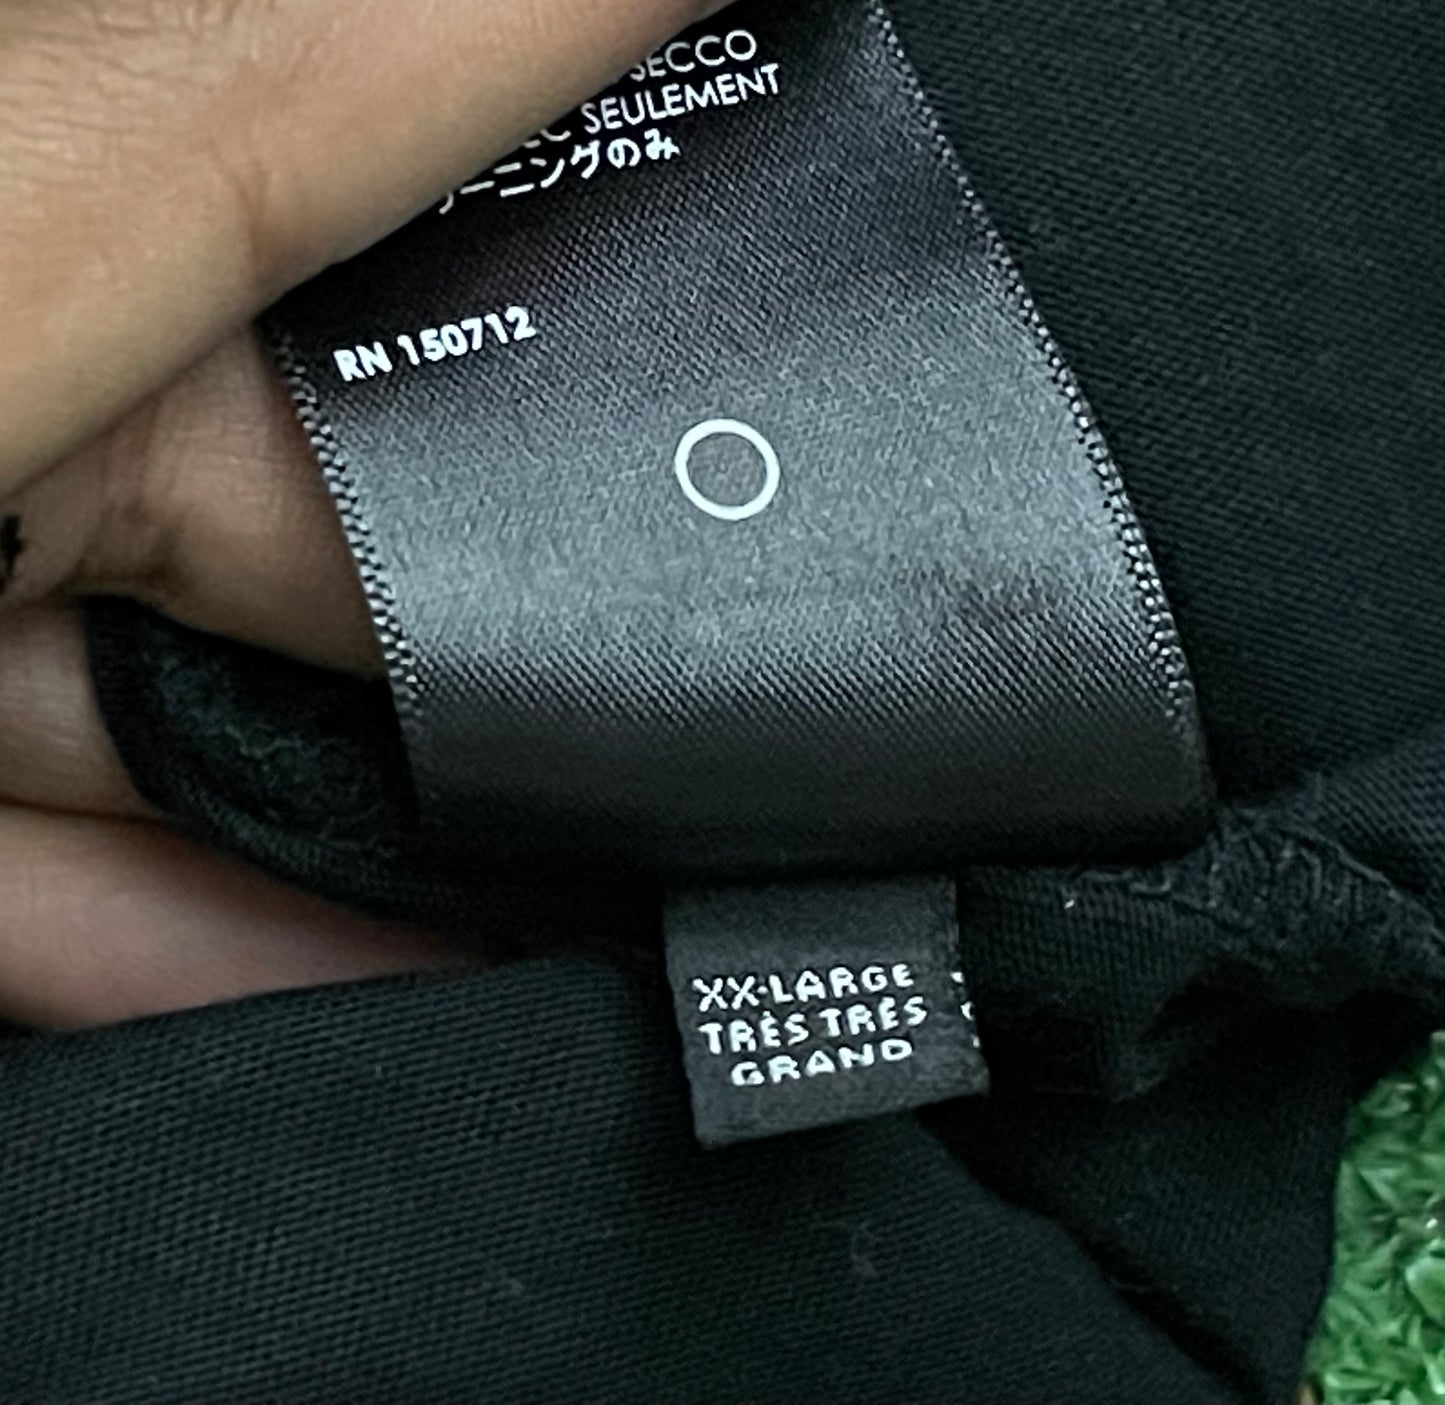 SECCO
SEULEMENT
ーニングのみ
RN 150712
XX-LARGE
TRÈS TRÈS
GRAND